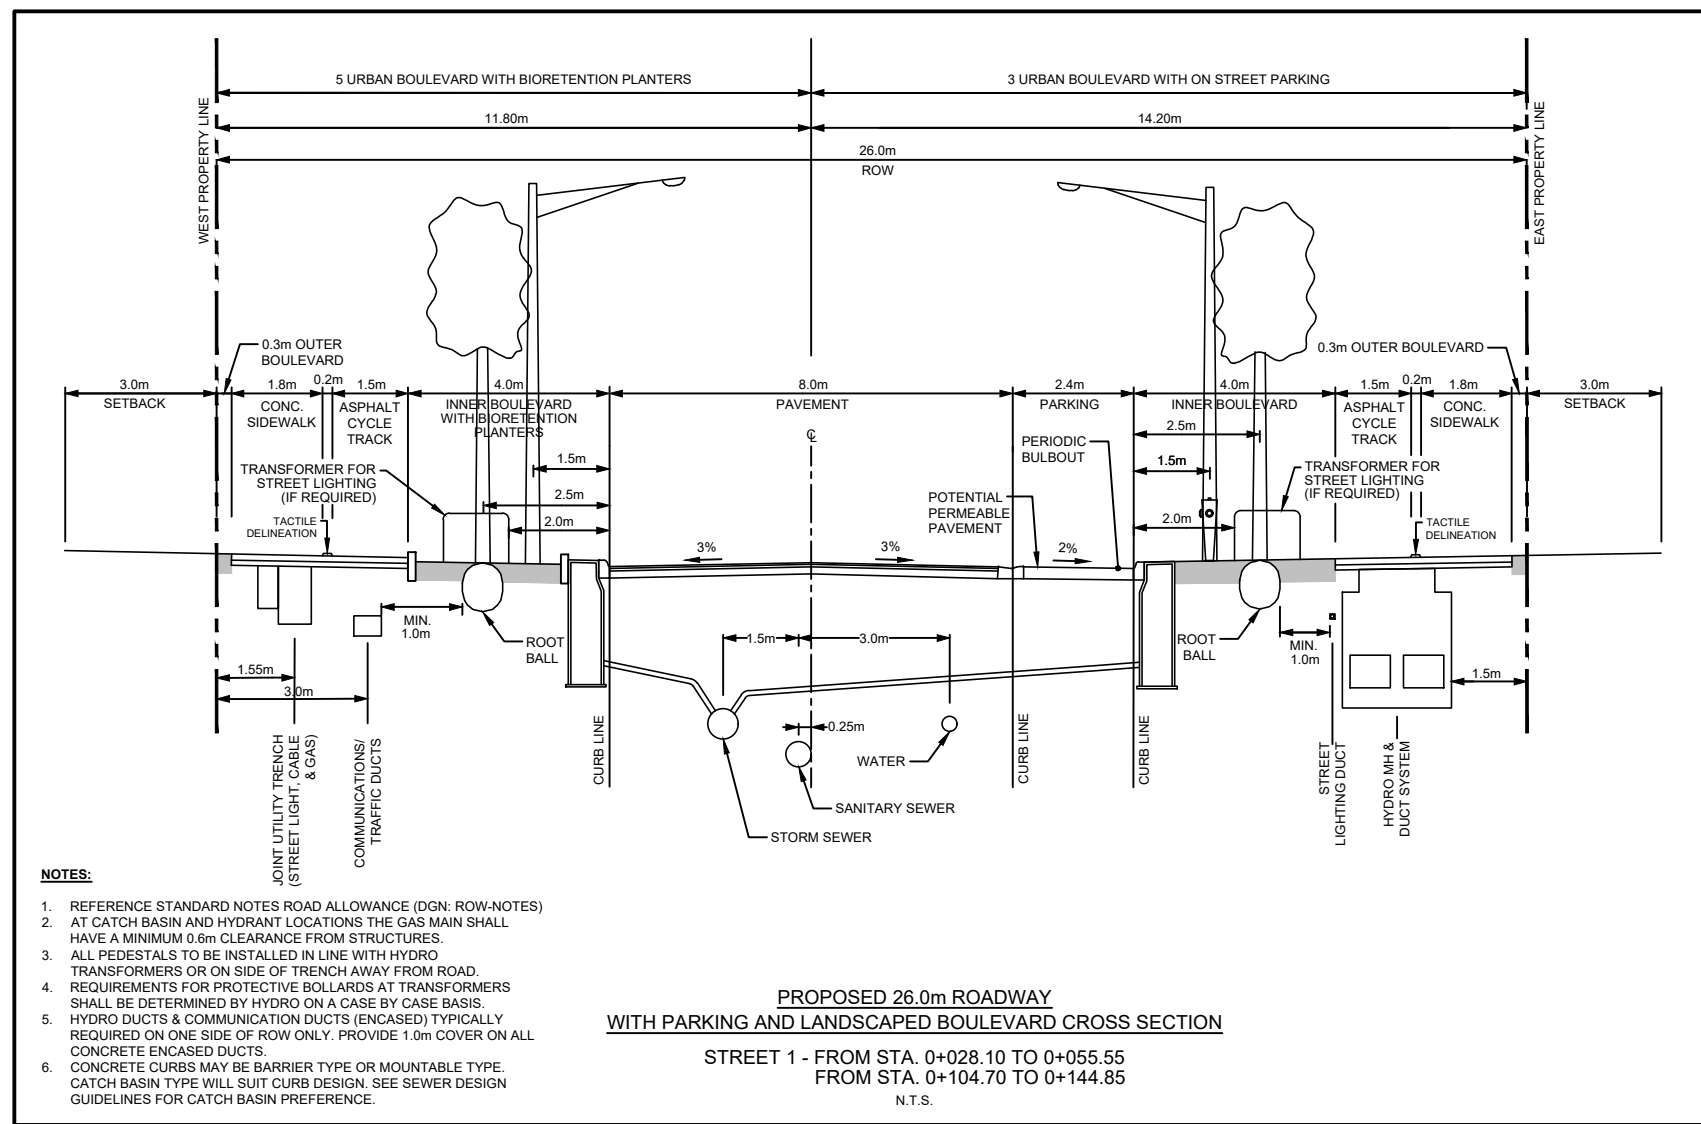 5 URBAN BOULEVARD WITH BIORETENTION PLANTERS
3 URBAN BOULEVARD WITH ON STREET PARKING
11.80m
14.20m
26.0m
ROW
WEST PROPERTY LINE
EAST PROPERTY LINE
0.3m OUTER
BOULEVARD
0.3m OUTER BOULEVARD
3.0m
SETBACK
1.8m
CONC.
SIDEWALK
0.2m
1.5m
ASPHALT
CYCLE
TRACK
4.0m
INNER BOULEVARD
WITH BIORETENTION
PLANTERS
8.0m
PAVEMENT
2.4m
PARKING
4.0m
INNER BOULEVARD
1.5m
ASPHALT
CYCLE
TRACK
0.2m
1.8m
CONC.
SIDEWALK
3.0m
SETBACK
℄
2.5m
PERIODIC
BULBOUT
1.5m
1.5m
TRANSFORMER FOR
STREET LIGHTING
(IF REQUIRED)
TRANSFORMER FOR
STREET LIGHTING
(IF REQUIRED)
2.5m
POTENTIAL
PERMEABLE
PAVEMENT
TACTILE
DELINEATION
2.0m
2.0m
TACTILE
DELINEATION
3%
3%
2%
MIN.
1.0m
ROOT
BALL
1.5m
3.0m
ROOT
BALL
MIN.
1.0m
1.55m
3.0m
1.5m
0.25m
WATER
SANITARY SEWER
STORM SEWER
JOINT UTILITY TRENCH
(STREET LIGHT, CABLE
& GAS)
COMMUNICATIONS/
TRAFFIC DUCTS
CURB LINE
CURB LINE
CURB LINE
STREET
LIGHTING DUCT
HYDRO MH &
DUCT SYSTEM
NOTES:
1. REFERENCE STANDARD NOTES ROAD ALLOWANCE (DGN: ROW-NOTES)
2. AT CATCH BASIN AND HYDRANT LOCATIONS THE GAS MAIN SHALL
HAVE A MINIMUM 0.6m CLEARANCE FROM STRUCTURES.
3. ALL PEDESTALS TO BE INSTALLED IN LINE WITH HYDRO
TRANSFORMERS OR ON SIDE OF TRENCH AWAY FROM ROAD.
4. REQUIREMENTS FOR PROTECTIVE BOLLARDS AT TRANSFORMERS
SHALL BE DETERMINED BY HYDRO ON A CASE BY CASE BASIS.
5. HYDRO DUCTS & COMMUNICATION DUCTS (ENCASED) TYPICALLY
REQUIRED ON ONE SIDE OF ROW ONLY. PROVIDE 1.0m COVER ON ALL
CONCRETE ENCASED DUCTS.
6. CONCRETE CURBS MAY BE BARRIER TYPE OR MOUNTABLE TYPE.
CATCH BASIN TYPE WILL SUIT CURB DESIGN. SEE SEWER DESIGN
GUIDELINES FOR CATCH BASIN PREFERENCE.
PROPOSED 26.0m ROADWAY
WITH PARKING AND LANDSCAPED BOULEVARD CROSS SECTION
STREET 1 - FROM STA. 0+028.10 TO 0+055.55
FROM STA. 0+104.70 TO 0+144.85
N.T.S.